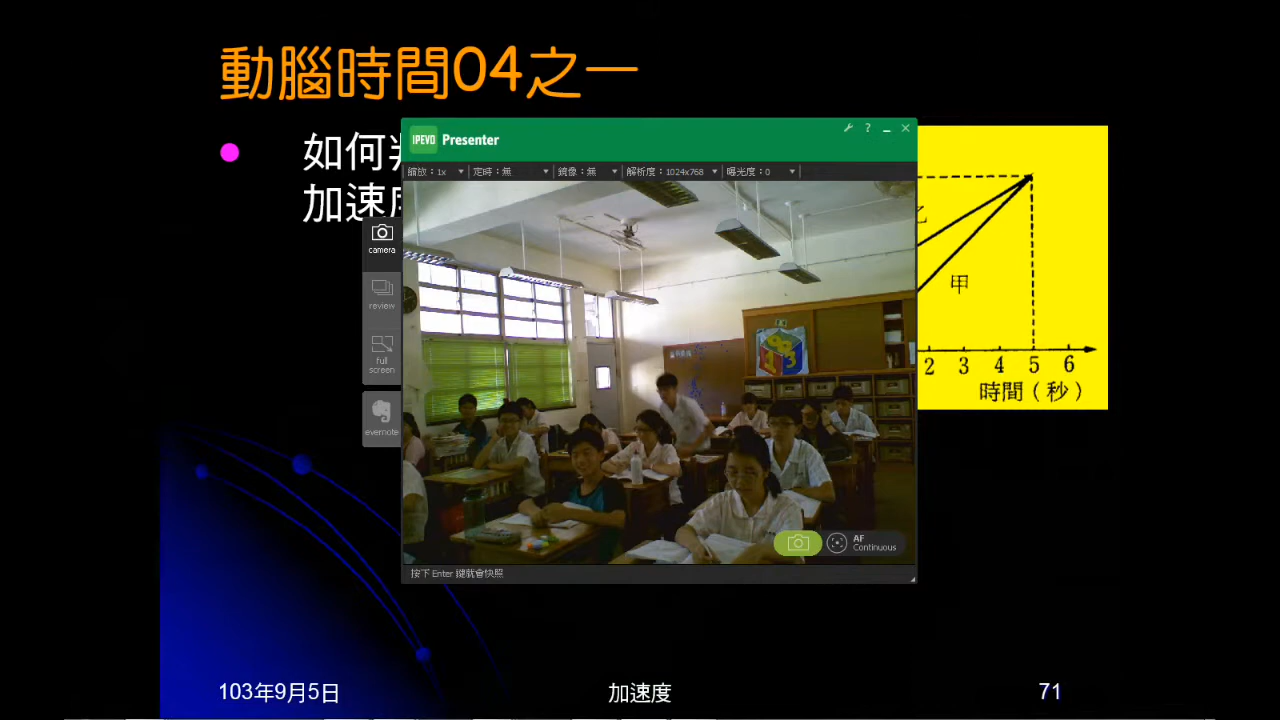 動腦時間04之一
如何
加速度
IPEVO Presenter
縮放：1x 定時：無 鏡像：無 解析度：1024x768 曝光度：0
camera
review
full
screen
evernote
AF
Continuous
按下 Enter 鍵就會快照
甲
2 3 4 5 6
時間（秒）
103年9月5日
加速度
71